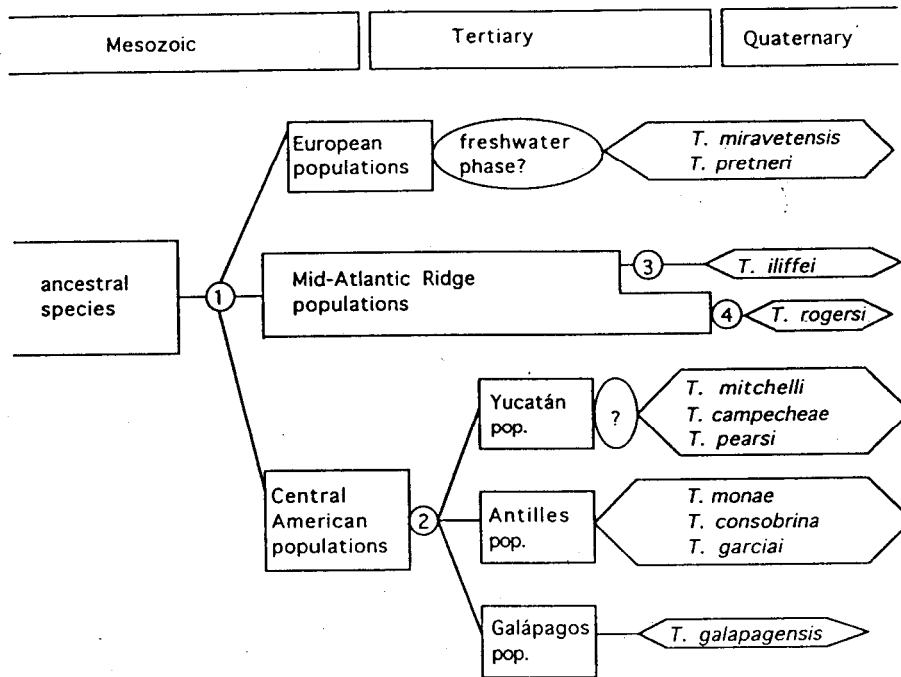 Mesozoic
Tertiary
Quaternary
European
populations
freshwater
phase?
T. miravetensis
T. pretneri
ancestral
species
1
Mid-Atlantic Ridge
populations
3
T. iliffei
4
T. rogersi
Yucatán
pop.
?
T. mitchelli
T. campecheae
T. pearsi
Central
American
populations
2
Antilles
pop.
T. monae
T. consobrina
T. garciai
Galápagos
pop.
T. galapagensis